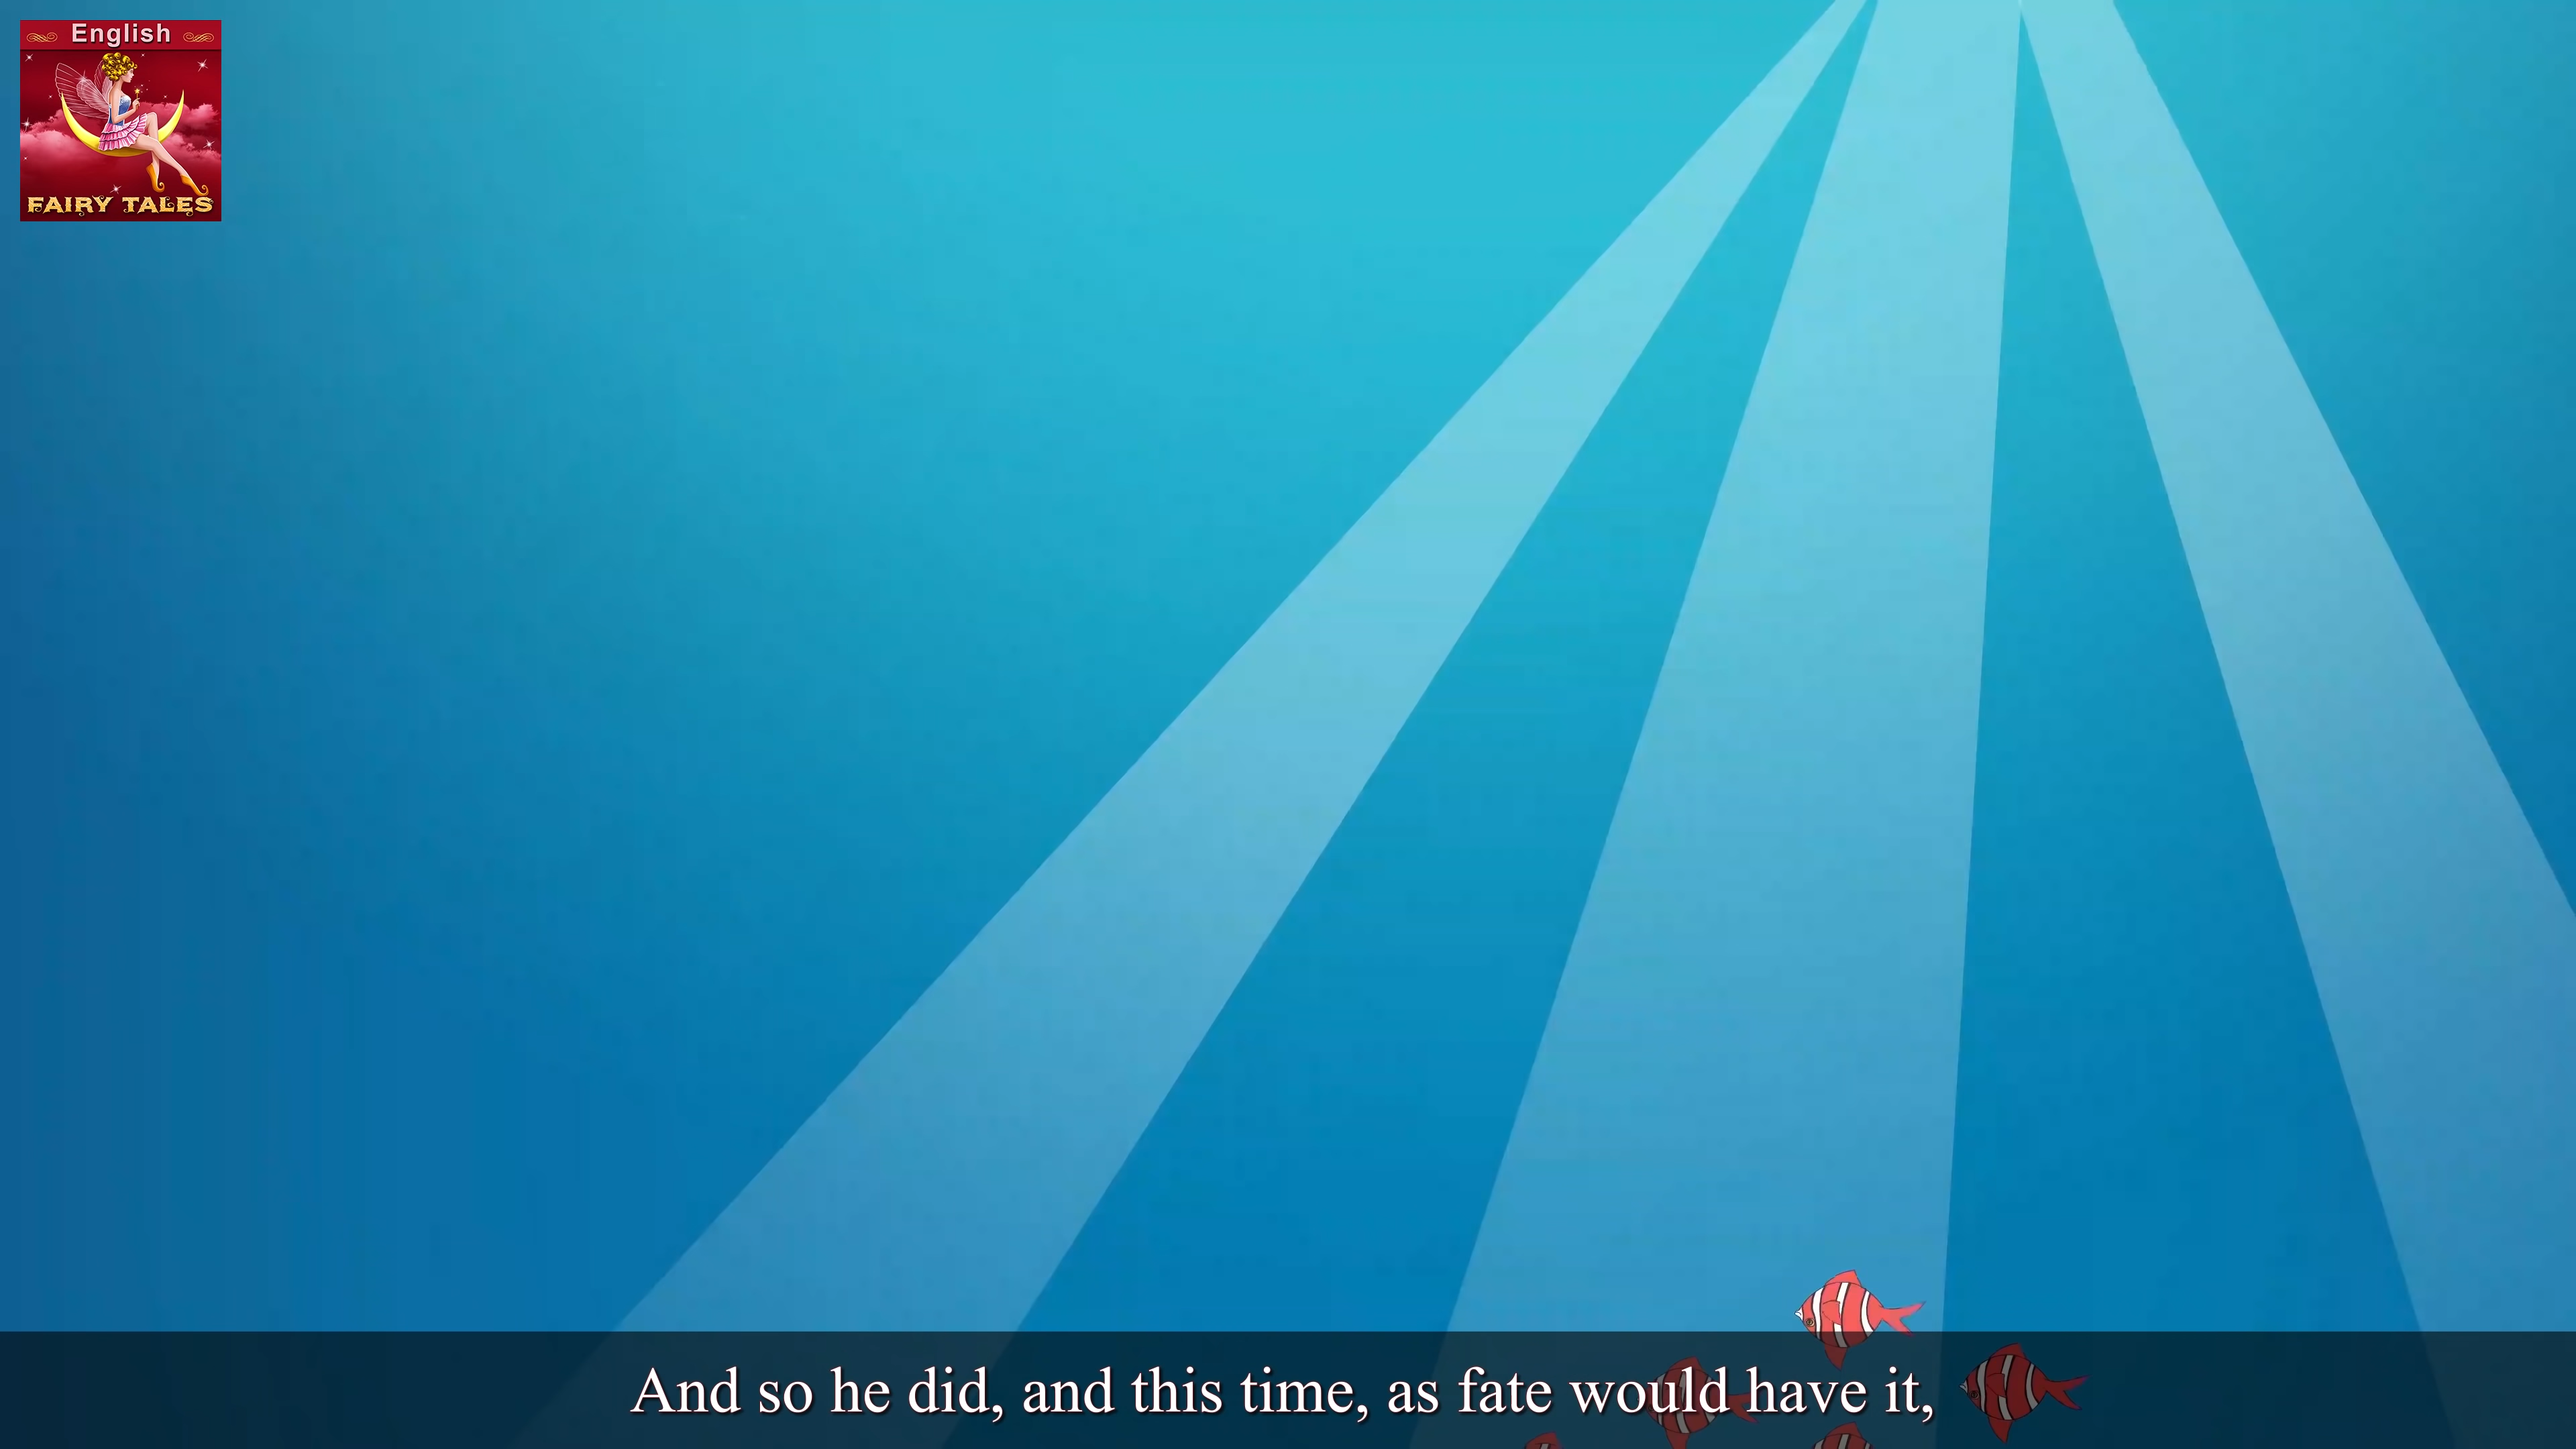 English
FAIRY TALES
And so he did, and this time, as fate would have it,